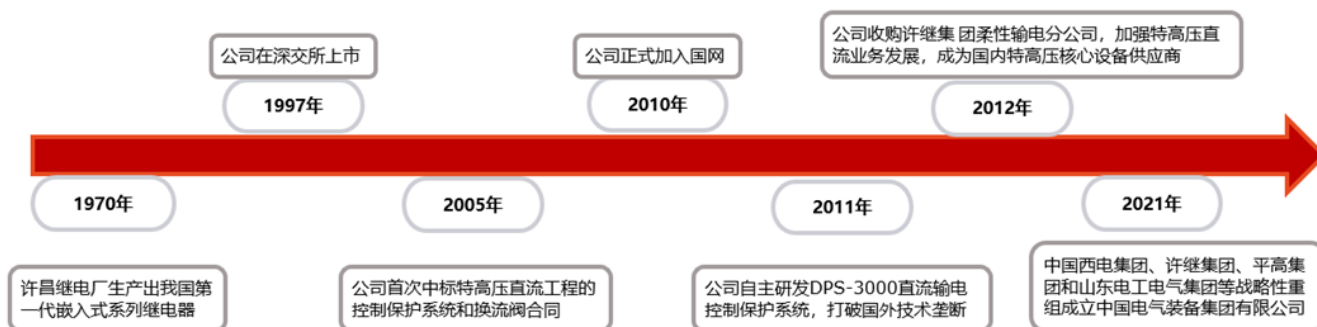 公司在深交所上市
公司正式加入国网
公司收购许继集 团柔性输电分公司，加强特高压直
流业务发展，成为国内特高压核心设备供应商
1997年
2010年
2012年
1970年
2005年
2011年
2021年
许昌继电厂生产出我国第
一代嵌入式系列继电器
公司首次中标特高压直流工程的
控制保护系统和换流阀合同
公司自主研发DPS-3000直流输电
控制保护系统，打破国外技术垄断
中国西电集团、许继集团、平高集
团和山东电工电气集团等战略性重
组成立中国电气装备集团有限公司